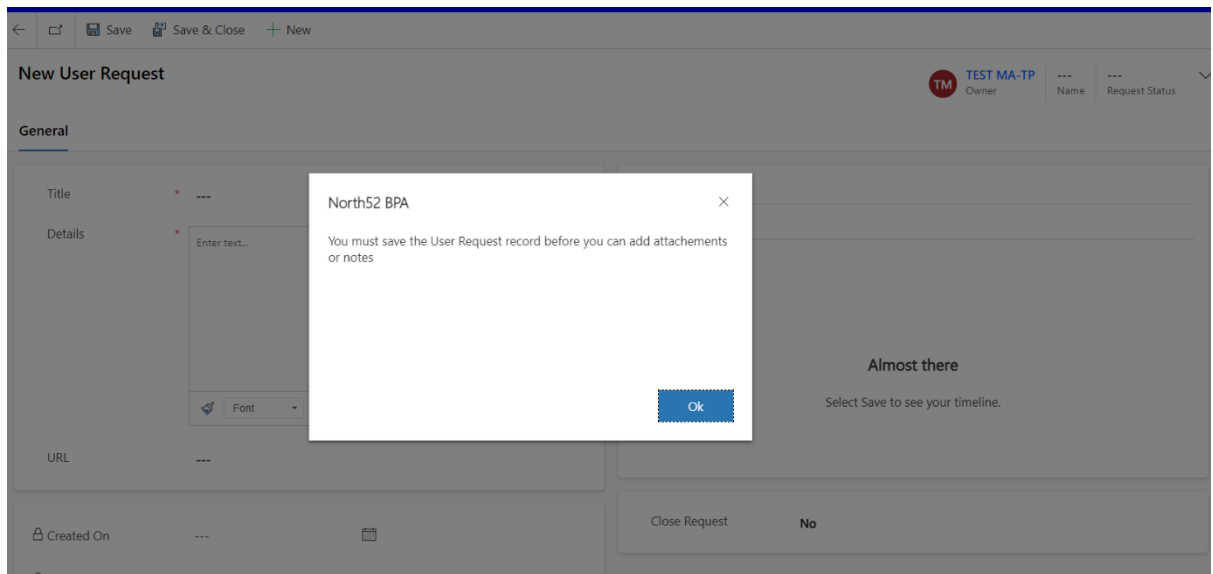 Save Save & Close New
New User Request
TM TEST MA-TP --- ---
Owner Name Request Status
General
Title * ---
Details * Enter text...
North52 BPA
You must save the User Request record before you can add attachements
or notes
Ok
Almost there
Select Save to see your timeline.
Font
URL ---
Created On ---
Close Request No